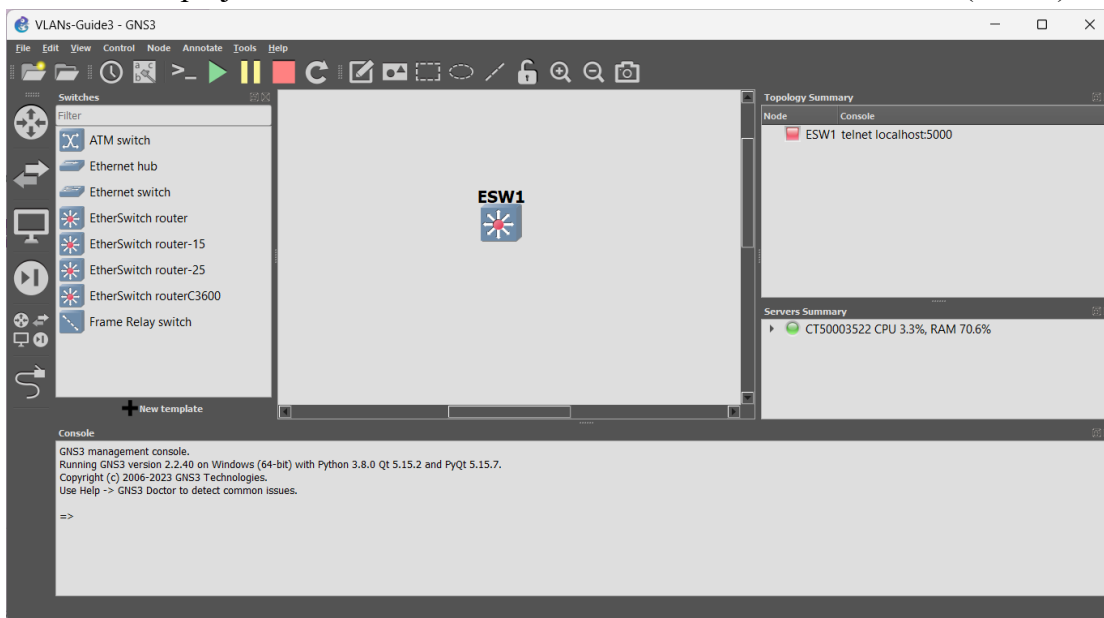 VLANs-Guide3 - GNS3
File Edit View Control Node Annotate Tools Help
Switches
Filter
ATM switch
Ethernet hub
Ethernet switch
EtherSwitch router
EtherSwitch router-15
EtherSwitch router-25
EtherSwitch routerC3600
Frame Relay switch
New template
ESW1
Topology Summary
Node Console
ESW1 telnet localhost:5000
Servers Summary
CT50003522 CPU 3.3%, RAM 70.6%
Console
GNS3 management console.
Running GNS3 version 2.2.40 on Windows (64-bit) with Python 3.8.0 Qt 5.15.2 and PyQt 5.15.7.
Copyright (c) 2006-2023 GNS3 Technologies.
Use Help -> GNS3 Doctor to detect common issues.
=>